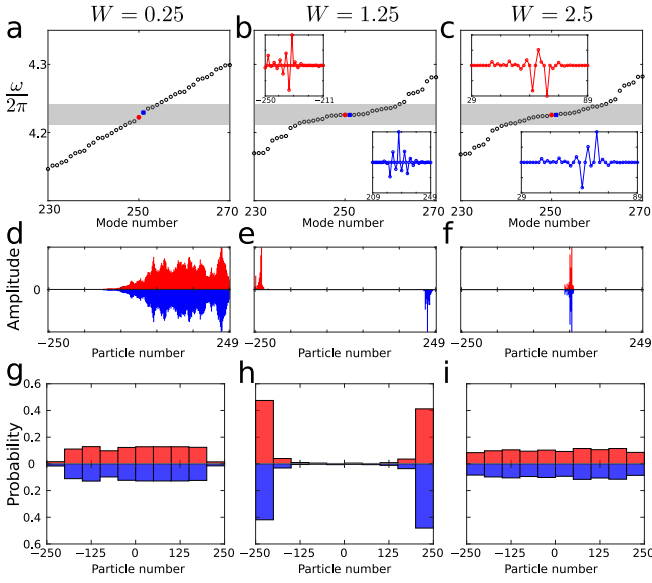 W = 0.25 W = 1.25 W = 2.5
a b c
4.3
4.2
ω/2π
−250 −211
209 249
29 89
29 89
230 250 270
230 250 270
230 250 270
Mode number Mode number Mode number
d e f
Amplitude
0
−250 249
−250 249
−250 249
Particle number Particle number Particle number
g h i
Probability
0.6
0.4
0.2
0
0.2
0.4
0.6
−250 −125 0 125 250
−250 −125 0 125 250
−250 −125 0 125 250
Particle number Particle number Particle number